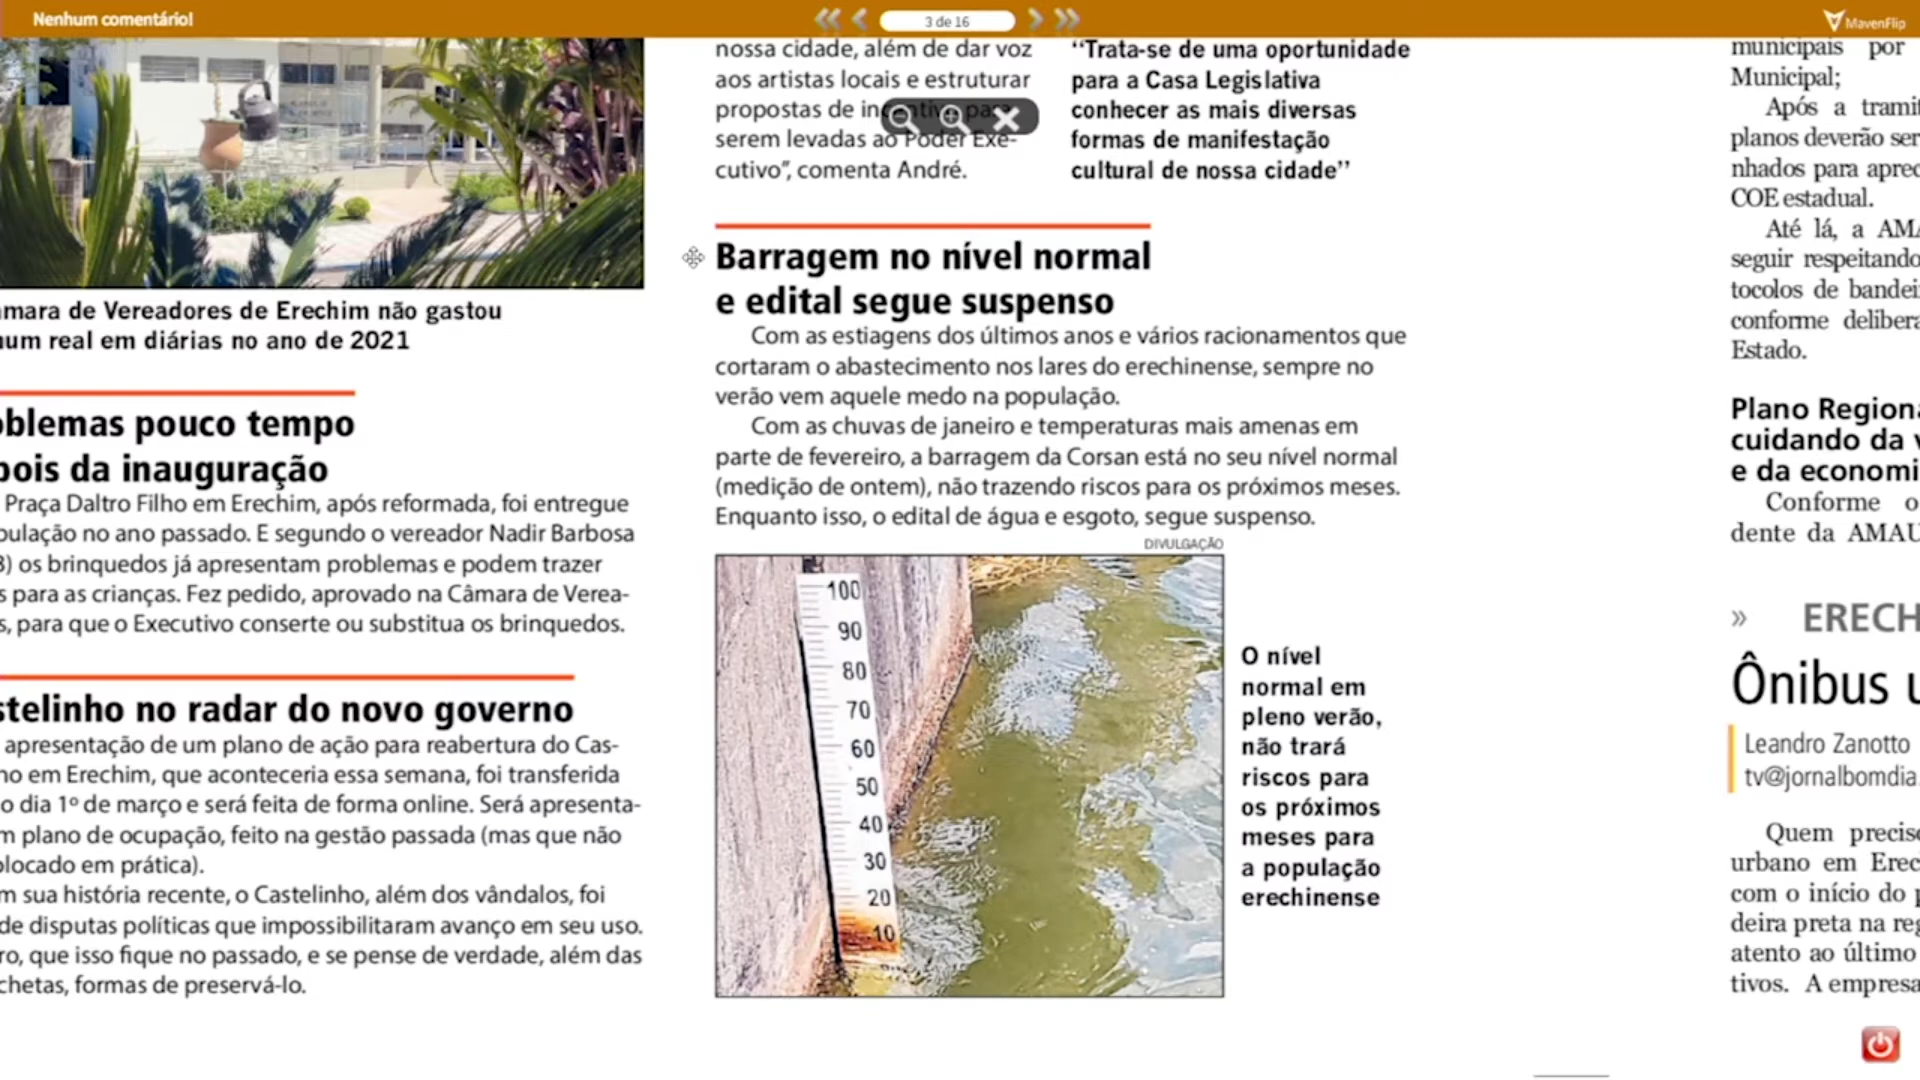 Nenhum comentário!
3 de 16
MavenFlip
Câmara de Vereadores de Erechim não gastou
real em diárias no ano de 2021
pouco tempo
da inauguração
Praça Daltro Filho em Erechim, após reformada, foi entregue
no ano passado. E segundo o vereador Nadir Barbosa
os brinquedos já apresentam problemas e podem trazer
para as crianças. Fez pedido, aprovado na Câmara de Verea-
para que o Executivo conserte ou substitua os brinquedos.
stelinho no radar do novo governo
apresentação de um plano de ação para reabertura do Cas-
em Erechim, que aconteceria essa semana, foi transferida
o dia 1º de março e será feita de forma online. Será apresenta-
plano de ocupação, feito na gestão passada (mas que não
olocado em prática).
sua história recente, o Castelinho, além dos vândalos, foi
de disputas políticas que impossibilitaram avanço em seu uso.
que isso fique no passado, e se pense de verdade, além das
chetas, formas de preservá-lo.
nossa cidade, além de dar voz
aos artistas locais e estruturar
propostas de incentivo para
serem levadas ao Poder Exe-
cutivo”, comenta André.
‘‘Trata-se de uma oportunidade
para a Casa Legislativa
conhecer as mais diversas
formas de manifestação
cultural de nossa cidade’’
Barragem no nível normal
e edital segue suspenso
Com as estiagens dos últimos anos e vários racionamentos que
cortaram o abastecimento nos lares do erechinense, sempre no
verão vem aquele medo na população.
Com as chuvas de janeiro e temperaturas mais amenas em
parte de fevereiro, a barragem da Corsan está no seu nível normal
(medição de ontem), não trazendo riscos para os próximos meses.
Enquanto isso, o edital de água e esgoto, segue suspenso.
DIVULGAÇÃO
100
90
80
70
60
50
40
30
20
10
O nível
normal em
pleno verão,
não trará
riscos para
os próximos
meses para
a população
erechinense
municipais por
Municipal;
Após a tramit
planos deverão ser
nhados para aprec
COE estadual.
Até lá, a AMA
seguir respeitando
tocolos de bandei
conforme delibera
Estado.
Plano Regiona
cuidando da v
e da economi
Conforme o
dente da AMAU
» ERECH
Ônibus u
Leandro Zanotto
tv@jornalbomdia.
Quem precis
urbano em Erec
com o início do p
deira preta na reg
atento ao último
tivos. A empresa